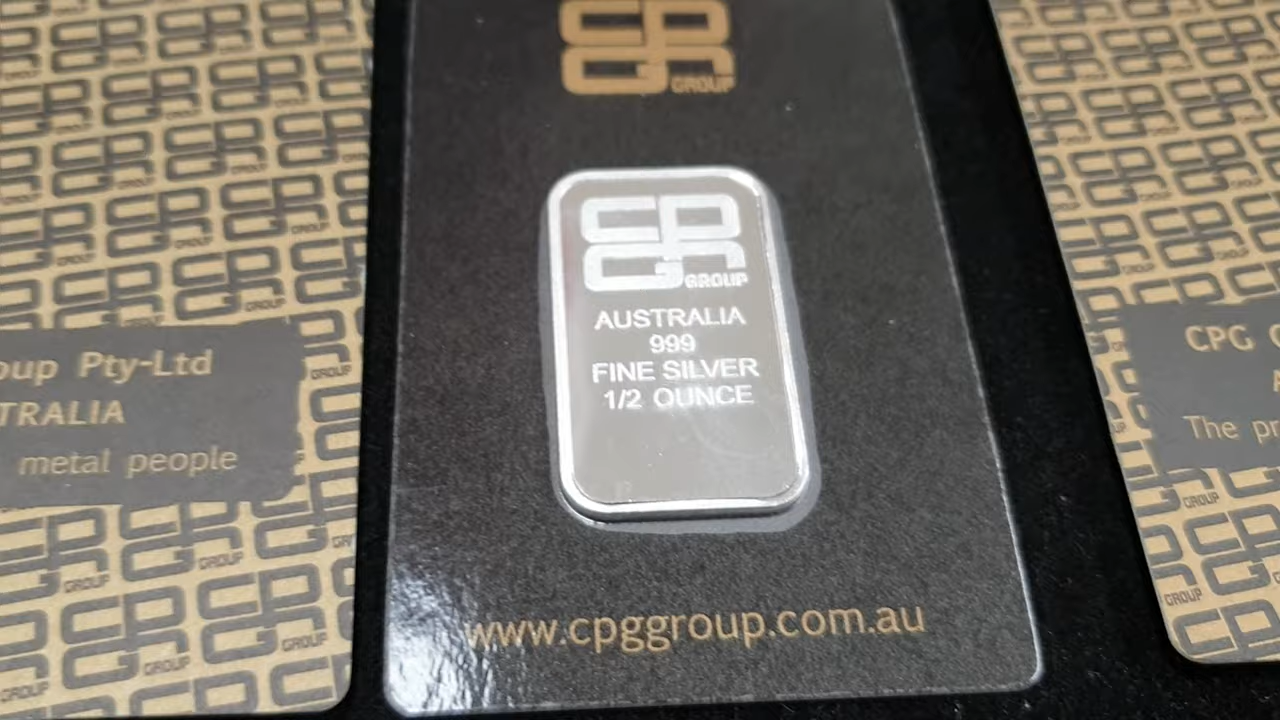 CPG
GROUP
CPG
GROUP
AUSTRALIA
999
FINE SILVER
1/2 OUNCE
www.cpggroup.com.au
oup Pty-Ltd
TRALIA
metal people
CPG G
A
The pr